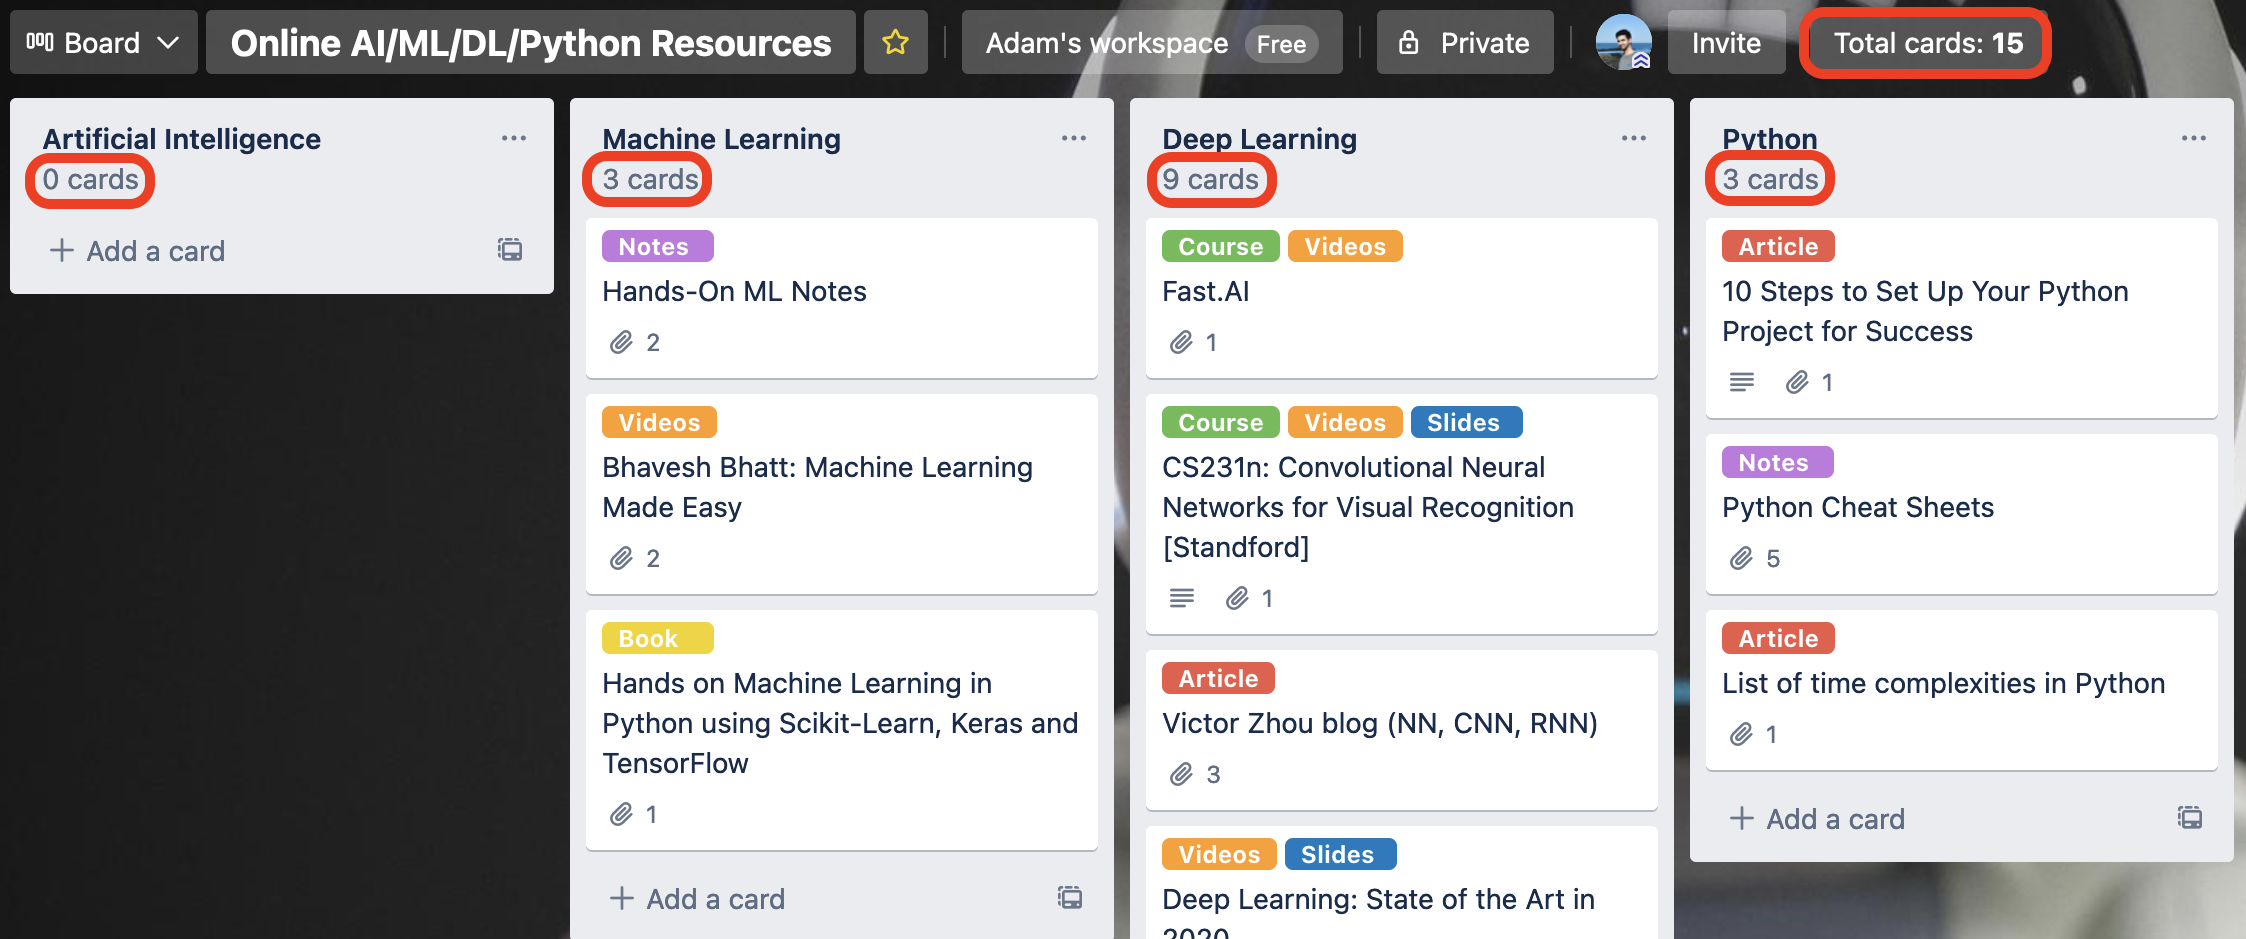 Board
Online AI/ML/DL/Python Resources
Adam's workspace Free
Private
Invite
Total cards: 15
Artificial Intelligence
0 cards
Add a card
Machine Learning
3 cards
Notes
Hands-On ML Notes
2
Videos
Bhavesh Bhatt: Machine Learning
Made Easy
2
Book
Hands on Machine Learning in
Python using Scikit-Learn, Keras and
TensorFlow
1
Add a card
Deep Learning
9 cards
Course Videos
Fast.AI
1
Course Videos Slides
CS231n: Convolutional Neural
Networks for Visual Recognition
[Standford]
1
Article
Victor Zhou blog (NN, CNN, RNN)
3
Videos Slides
Deep Learning: State of the Art in
2020
Python
3 cards
Article
10 Steps to Set Up Your Python
Project for Success
1
Notes
Python Cheat Sheets
5
Article
List of time complexities in Python
1
Add a card